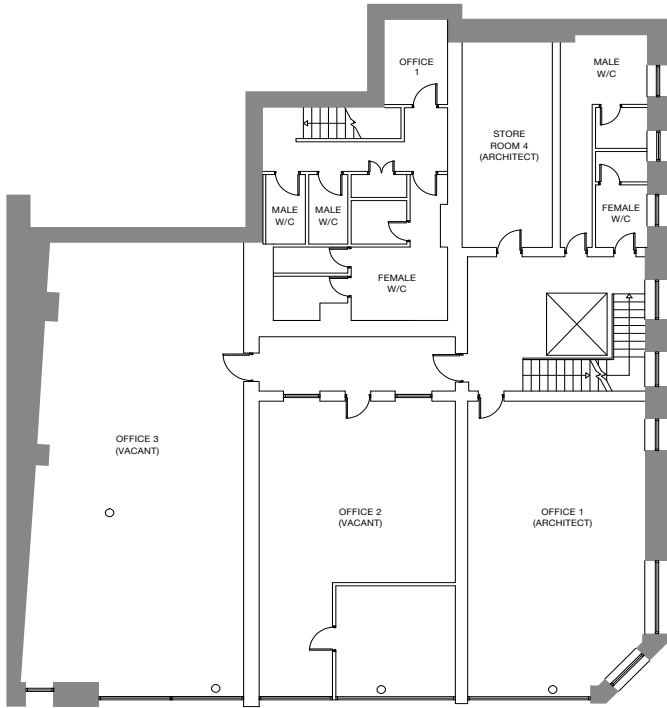 OFFICE
1
MALE
W/C
STORE
ROOM 4
(ARCHITECT)
MALE
W/C
MALE
W/C
FEMALE
W/C
FEMALE
W/C
OFFICE 3
(VACANT)
OFFICE 2
(VACANT)
OFFICE 1
(ARCHITECT)